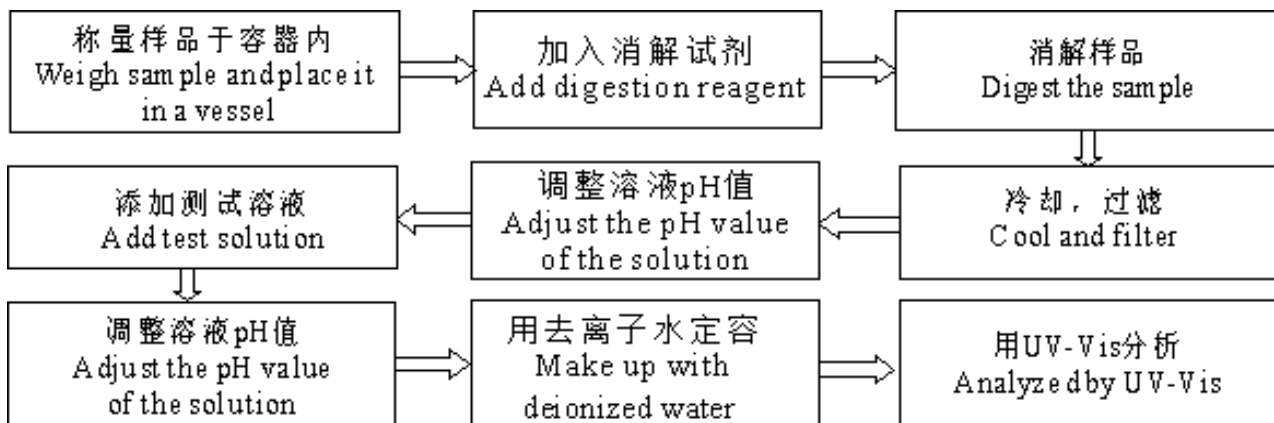 称量样品于容器内
Weigh sample and place it
in a vessel
加入消解试剂
Add digestion reagent
消解样品
Digest the sample
冷却，过滤
Cool and filter
调整溶液pH值
Adjust the pH value
of the solution
添加测试溶液
Add test solution
调整溶液pH值
Adjust the pH value
of the solution
用去离子水定容
Make up with
deionized water
用UV-Vis分析
Analyzed by UV-Vis